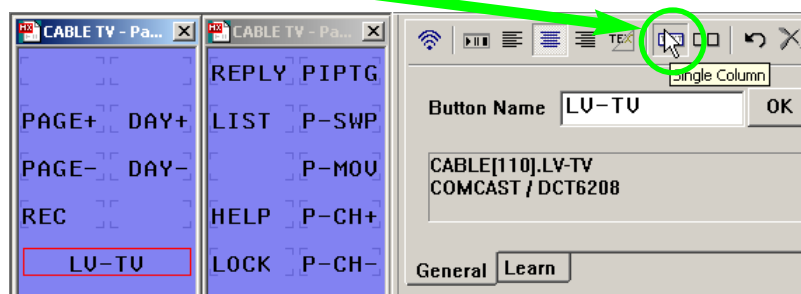 CABLE TV - Pa...
PAGE+ DAY+
PAGE- DAY-
REC
LV-TV
CABLE TV - Pa...
REPLY PIPTG
LIST P-SWP
P-MOV
HELP P-CH+
LOCK P-CH-
TEX
Single Column
Button Name LV-TV OK
CABLE[110].LV-TV
COMCAST / DCT6208
General Learn